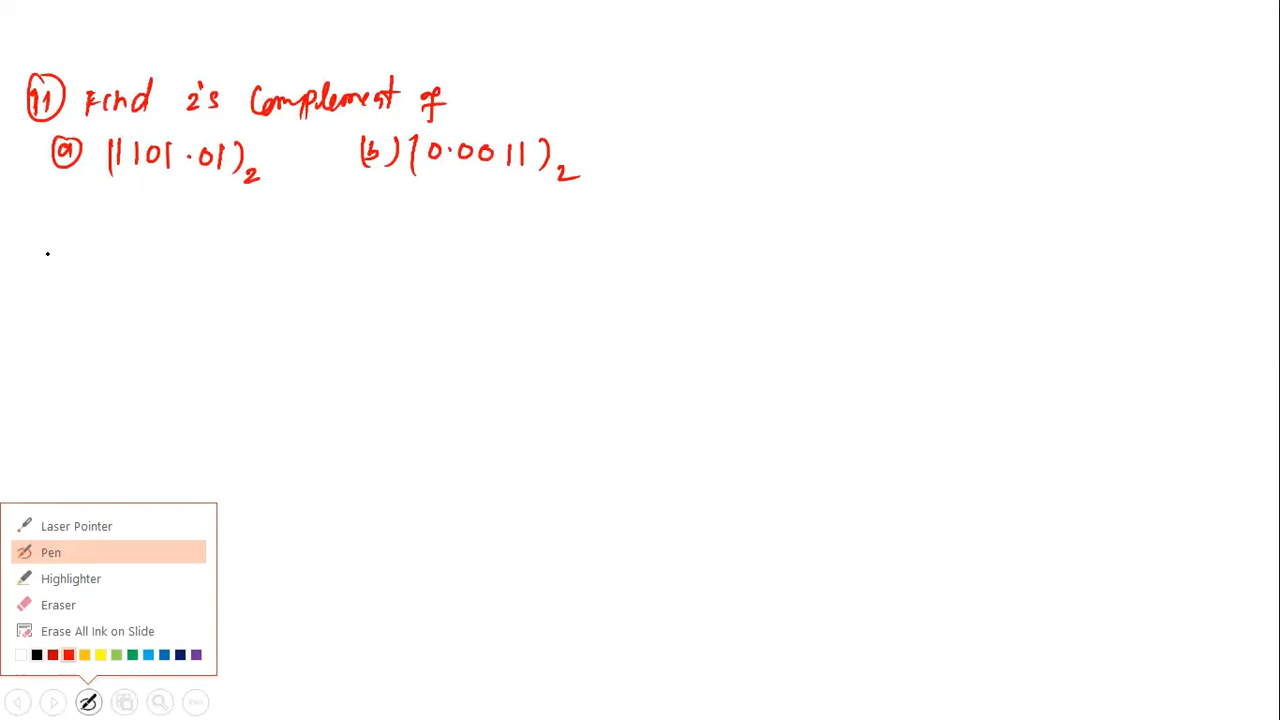 Find 2's Complement of
(a) (1101.01)₂ (b) (0.0011)₂
Laser Pointer
Pen
Highlighter
Eraser
Erase All Ink on Slide